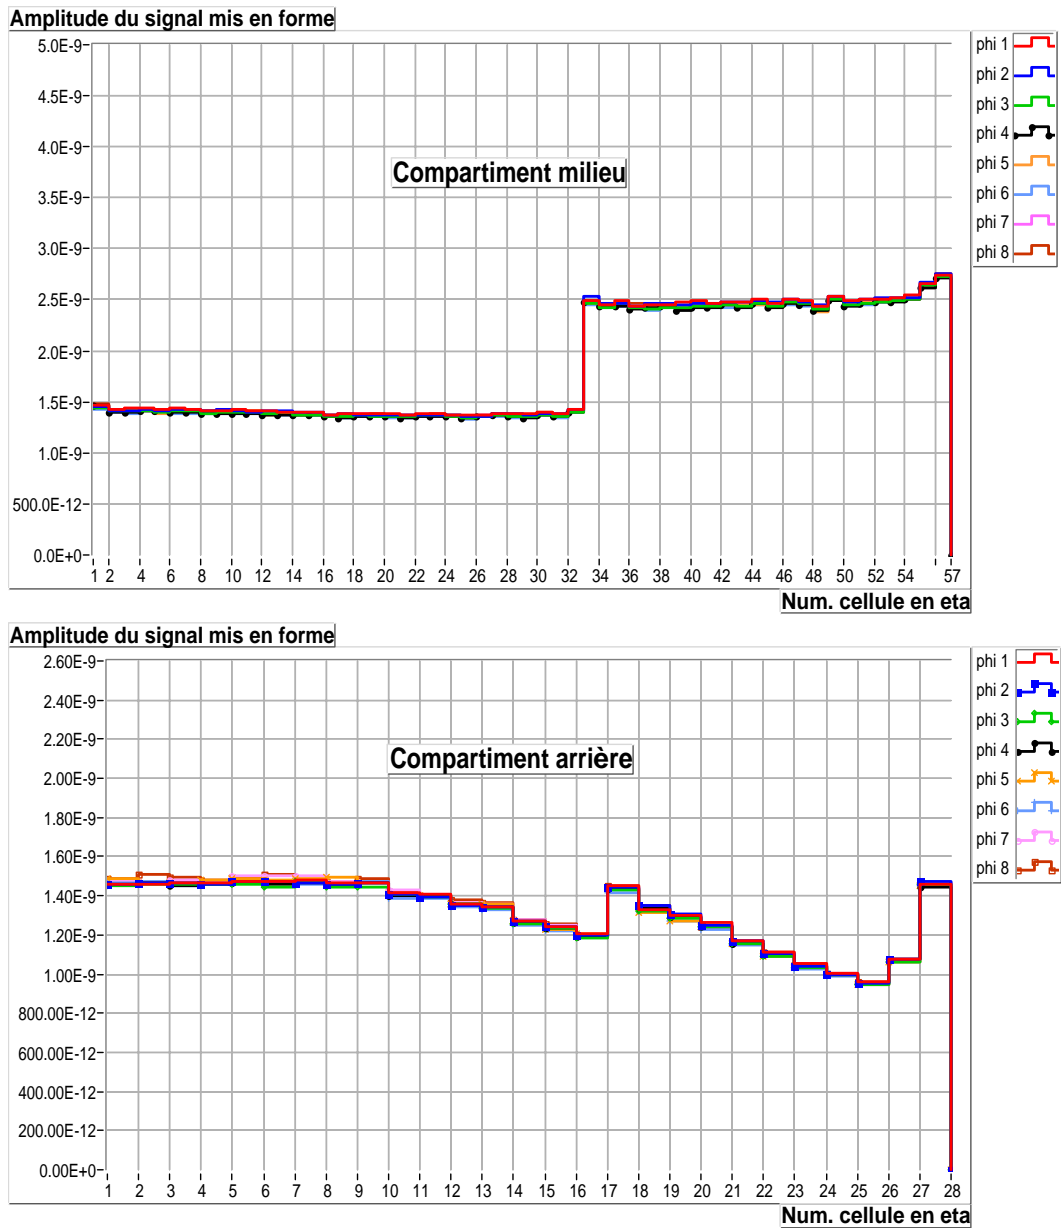 Amplitude du signal mis en forme
5.0E-9
4.5E-9
4.0E-9
3.5E-9
3.0E-9
2.5E-9
2.0E-9
1.5E-9
1.0E-9
500.0E-12
0.0E+0
Compartiment milieu
1 2 4 6 8 10 12 14 16 18 20 22 24 26 28 30 32 34 36 38 40 42 44 46 48 50 52 54 57
Num. cellule en eta
phi 1
phi 2
phi 3
phi 4
phi 5
phi 6
phi 7
phi 8
Amplitude du signal mis en forme
2.60E-9
2.40E-9
2.20E-9
2.00E-9
1.80E-9
1.60E-9
1.40E-9
1.20E-9
1.00E-9
800.00E-12
600.00E-12
400.00E-12
200.00E-12
0.00E+0
Compartiment arrière
1 2 3 4 5 6 7 8 9 10 11 12 13 14 15 16 17 18 19 20 21 22 23 24 25 26 27 28
Num. cellule en eta
phi 1
phi 2
phi 3
phi 4
phi 5
phi 6
phi 7
phi 8